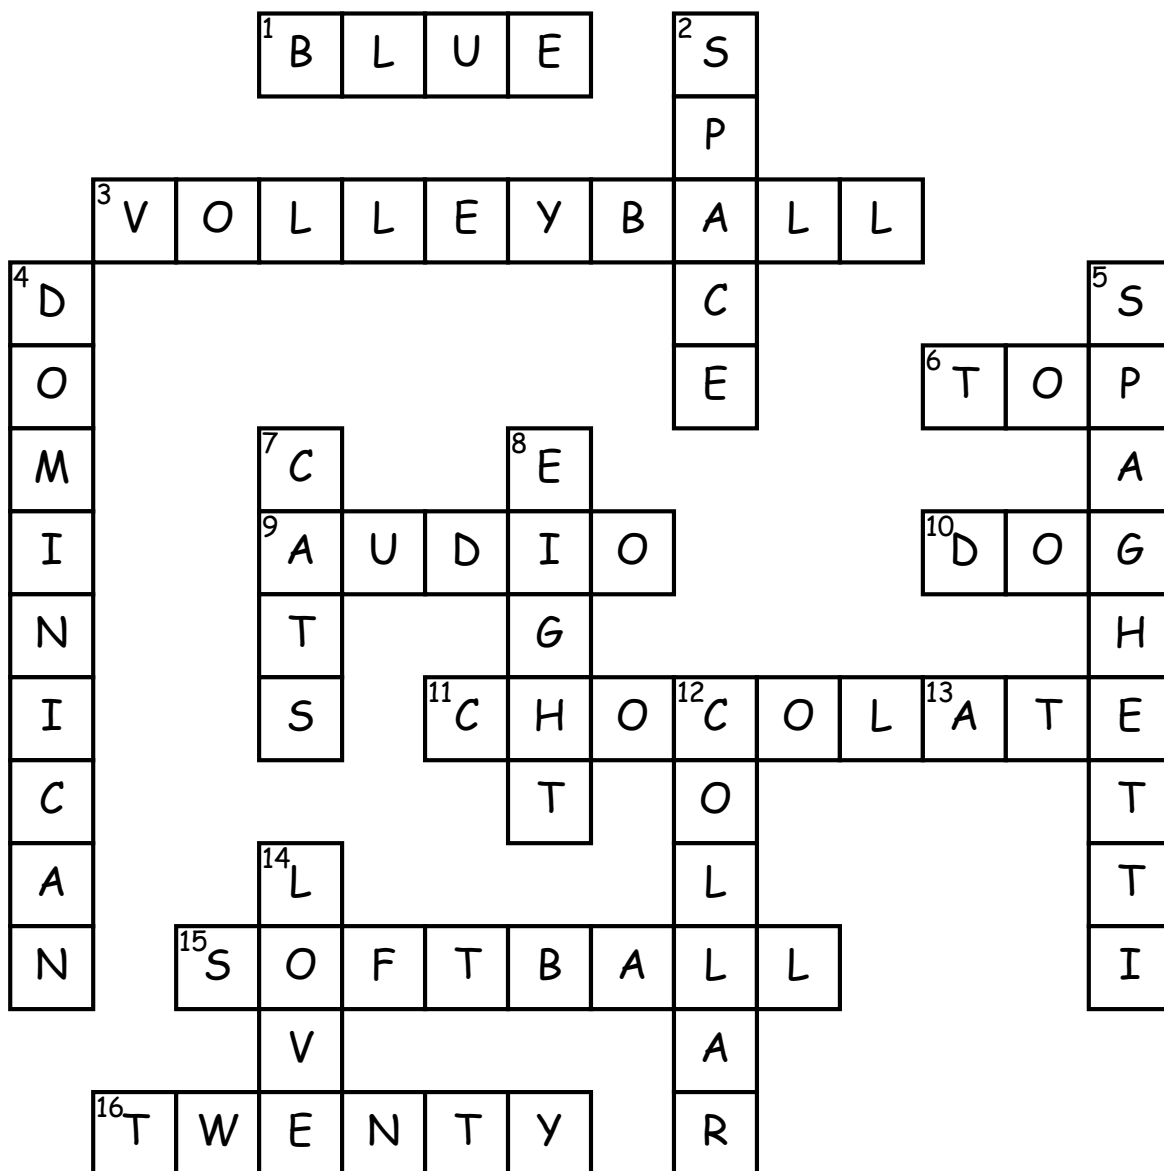 1 B L U E 2 S
P
3 V O L L E Y B A L L
4 D C 5 S
O E 6 T O P
M 7 C 8 E A
I 9 A U D I O 10 D O G
N T G H
I S 11 C H O 12 C O L 13 A T E
C T O T
A 14 L L T
N 15 S O F T B A L L I
V A
16 T W E N T Y R